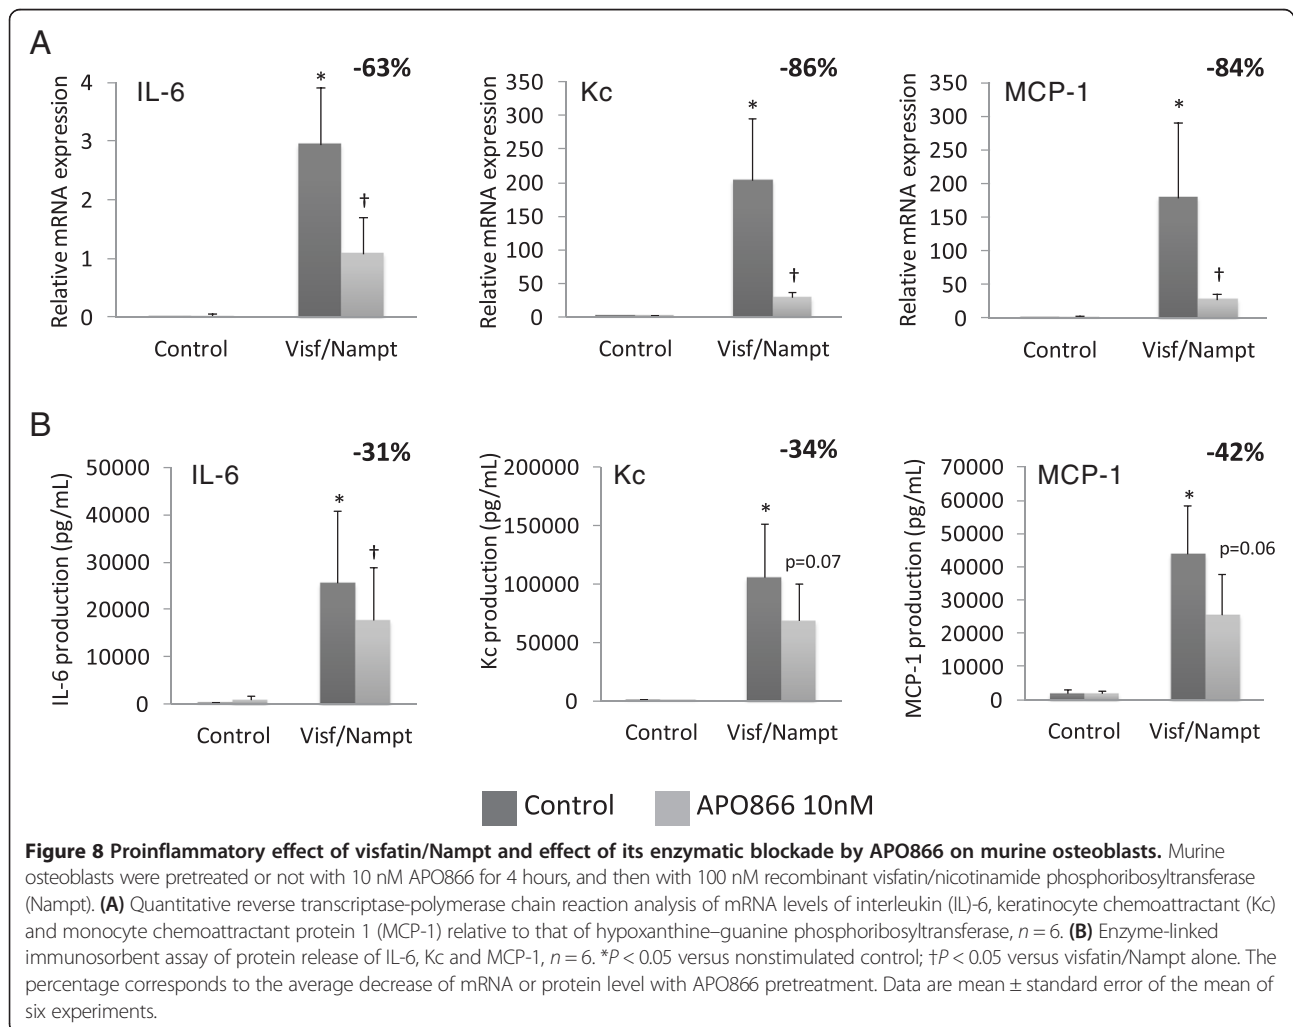 A
IL-6
-63%
*
†
Relative mRNA expression
4
3
2
1
0
Control
Visf/Nampt
Kc
-86%
*
†
Relative mRNA expression
350
300
250
200
150
100
50
0
Control
Visf/Nampt
MCP-1
-84%
*
†
Relative mRNA expression
350
300
250
200
150
100
50
0
Control
Visf/Nampt
B
IL-6
-31%
*
†
IL-6 production (pg/mL)
50000
40000
30000
20000
10000
0
Control
Visf/Nampt
Kc
-34%
*
p=0.07
Kc production (pg/mL)
200000
150000
100000
50000
0
Control
Visf/Nampt
MCP-1
-42%
*
p=0.06
MCP-1 production (pg/mL)
70000
60000
50000
40000
30000
20000
10000
0
Control
Visf/Nampt
Control
APO866 10nM
Figure 8 Proinflammatory effect of visfatin/Nampt and effect of its enzymatic blockade by APO866 on murine osteoblasts. Murine
osteoblasts were pretreated or not with 10 nM APO866 for 4 hours, and then with 100 nM recombinant visfatin/nicotinamide phosphoribosyltransferase
(Nampt). (A) Quantitative reverse transcriptase-polymerase chain reaction analysis of mRNA levels of interleukin (IL)-6, keratinocyte chemoattractant (Kc)
and monocyte chemoattractant protein 1 (MCP-1) relative to that of hypoxanthine–guanine phosphoribosyltransferase, n = 6. (B) Enzyme-linked
immunosorbent assay of protein release of IL-6, Kc and MCP-1, n = 6. *P < 0.05 versus nonstimulated control; †P < 0.05 versus visfatin/Nampt alone. The
percentage corresponds to the average decrease of mRNA or protein level with APO866 pretreatment. Data are mean ± standard error of the mean of
six experiments.